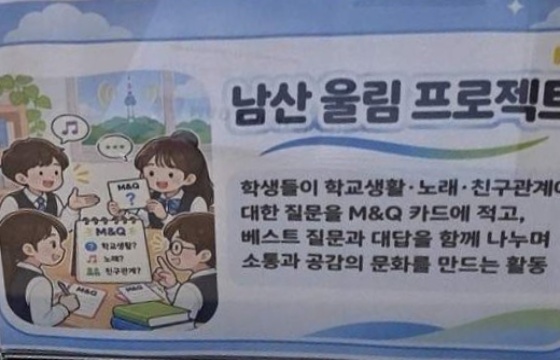 남산 울림 프로젝트
학생들이 학교생활·노래·친구관계에
대한 질문을 M&Q 카드에 적고,
베스트 질문과 대답을 함께 나누며
소통과 공감의 문화를 만드는 활동
M&Q
?
M&Q
? 학교생활?
노래?
친구관계?
M&Q
M&Q